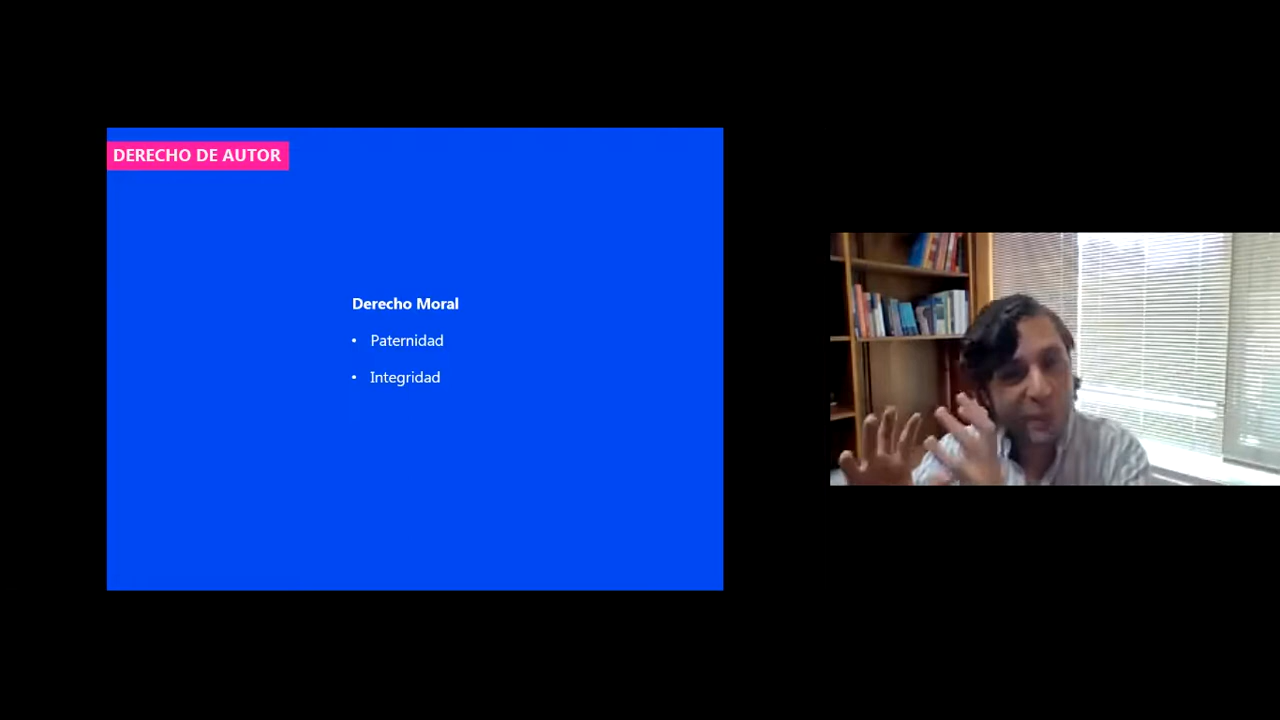 DERECHO DE AUTOR
Derecho Moral
• Paternidad
• Integridad